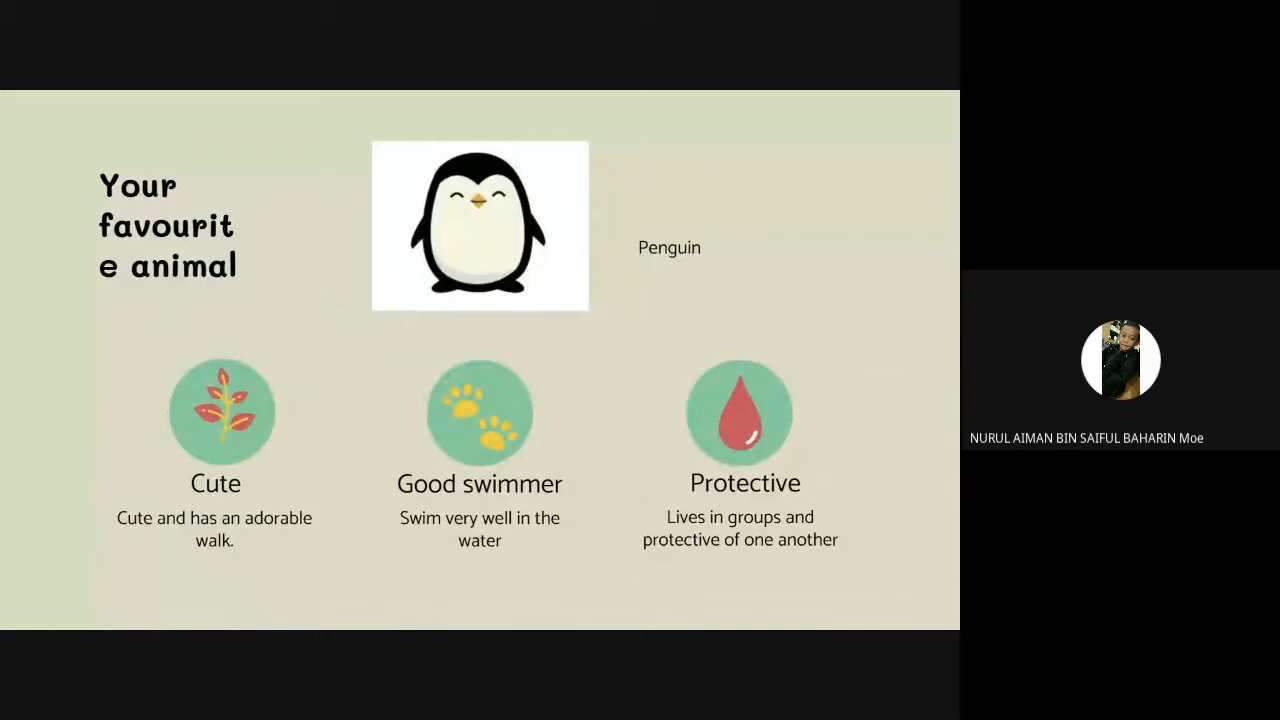 Your
favourit
e animal
Penguin
Cute
Cute and has an adorable
walk.
Good swimmer
Swim very well in the
water
Protective
Lives in groups and
protective of one another
NURUL AIMAN BIN SAIFUL BAHARIN Moe